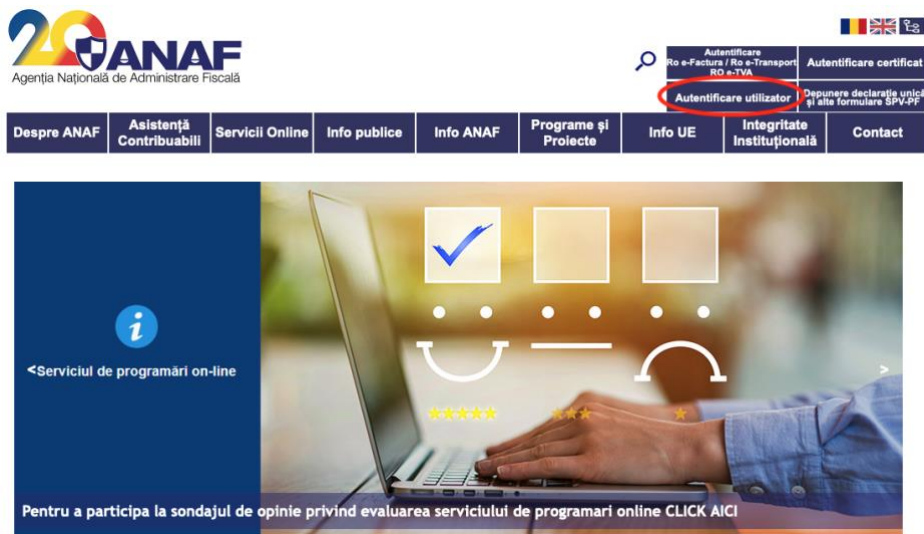 20 ANAF
Agenția Națională de Administrare Fiscală
Autentificare
Ro e-Factura / Ro e-Transport
RO e-TVA
Autentificare certificat
Autentificare utilizator
Depunere declarație unică
și alte formulare SPV-PF
Despre ANAF
Asistență
Contribuabili
Servicii Online
Info publice
Info ANAF
Programe și
Proiecte
Info UE
Integritate
Instituțională
Contact
<Serviciul de programări on-line
>
Pentru a participa la sondajul de opinie privind evaluarea serviciului de programari online CLICK AICI